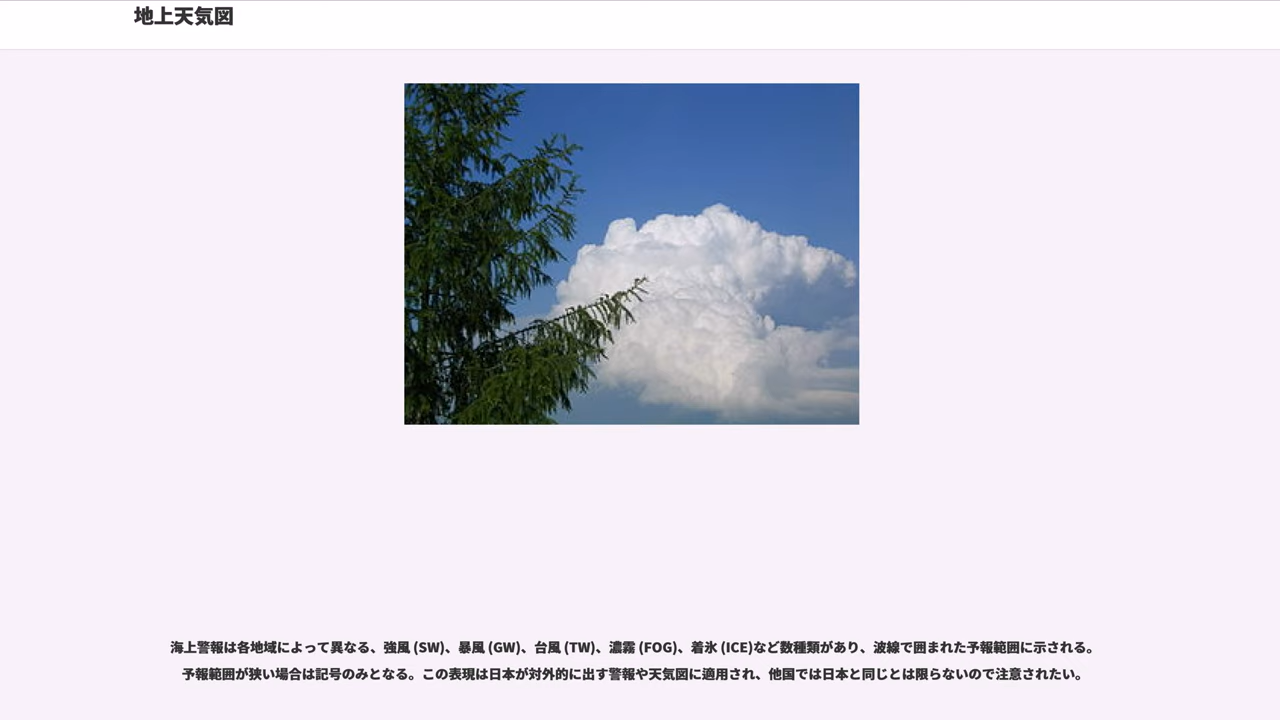 地上天気図
海上警報は各地域によって異なる、強風 (SW)、暴風 (GW)、台風 (TW)、濃霧 (FOG)、着氷 (ICE)など数種類があり、波線で囲まれた予報範囲に示される。
予報範囲が狭い場合は記号のみとなる。この表現は日本が対外的に出す警報や天気図に適用され、他国では日本と同じとは限らないので注意されたい。